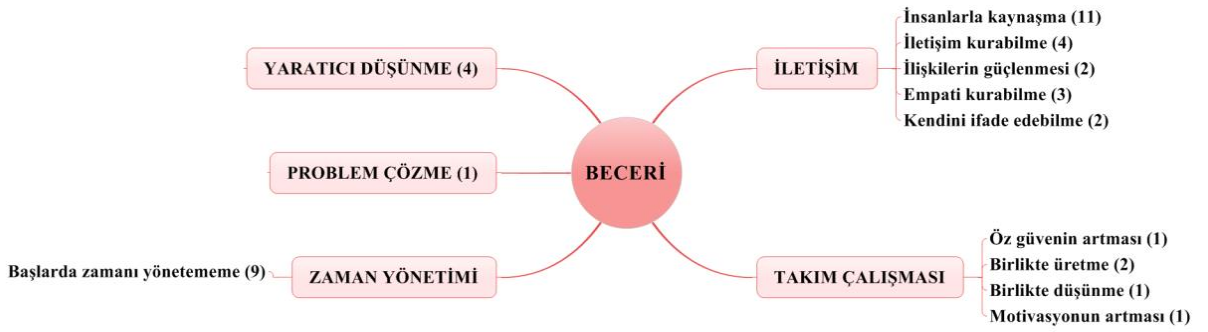 BECERİ
YARATICI DÜŞÜNME (4)
PROBLEM ÇÖZME (1)
ZAMAN YÖNETİMİ
Başlarda zamanı yönetememe (9)
İLETİŞİM
İnsanlarla kaynaşma (11)
İletişim kurabilme (4)
İlişkilerin güçlenmesi (2)
Empati kurabilme (3)
Kendini ifade edebilme (2)
TAKIM ÇALIŞMASI
Öz güvenin artması (1)
Birlikte üretme (2)
Birlikte düşünme (1)
Motivasyonun artması (1)